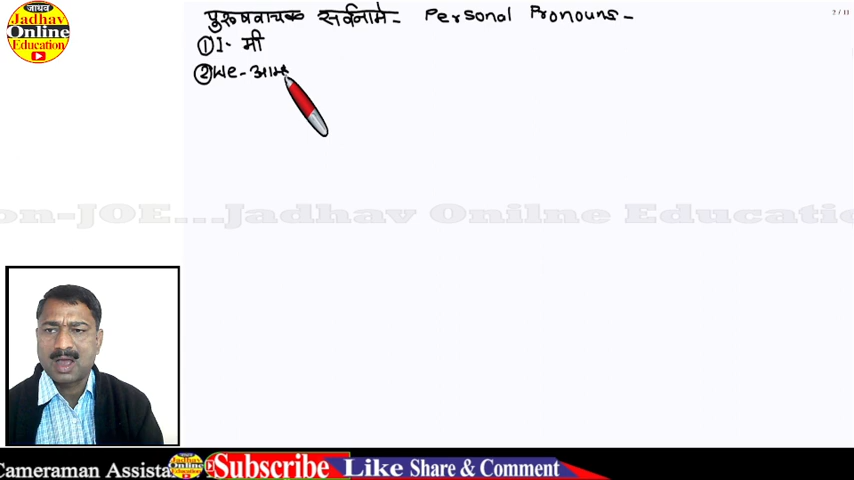 जाधव
Jadhav
Online
Education
पुरुषवाचक सर्वनामे - Personal Pronouns -
2 / 11
① I - मी
② We - आम
on-JOE...Jadhav Onilne Educatio
Cameraman Assista
Subscribe Like Share & Comment